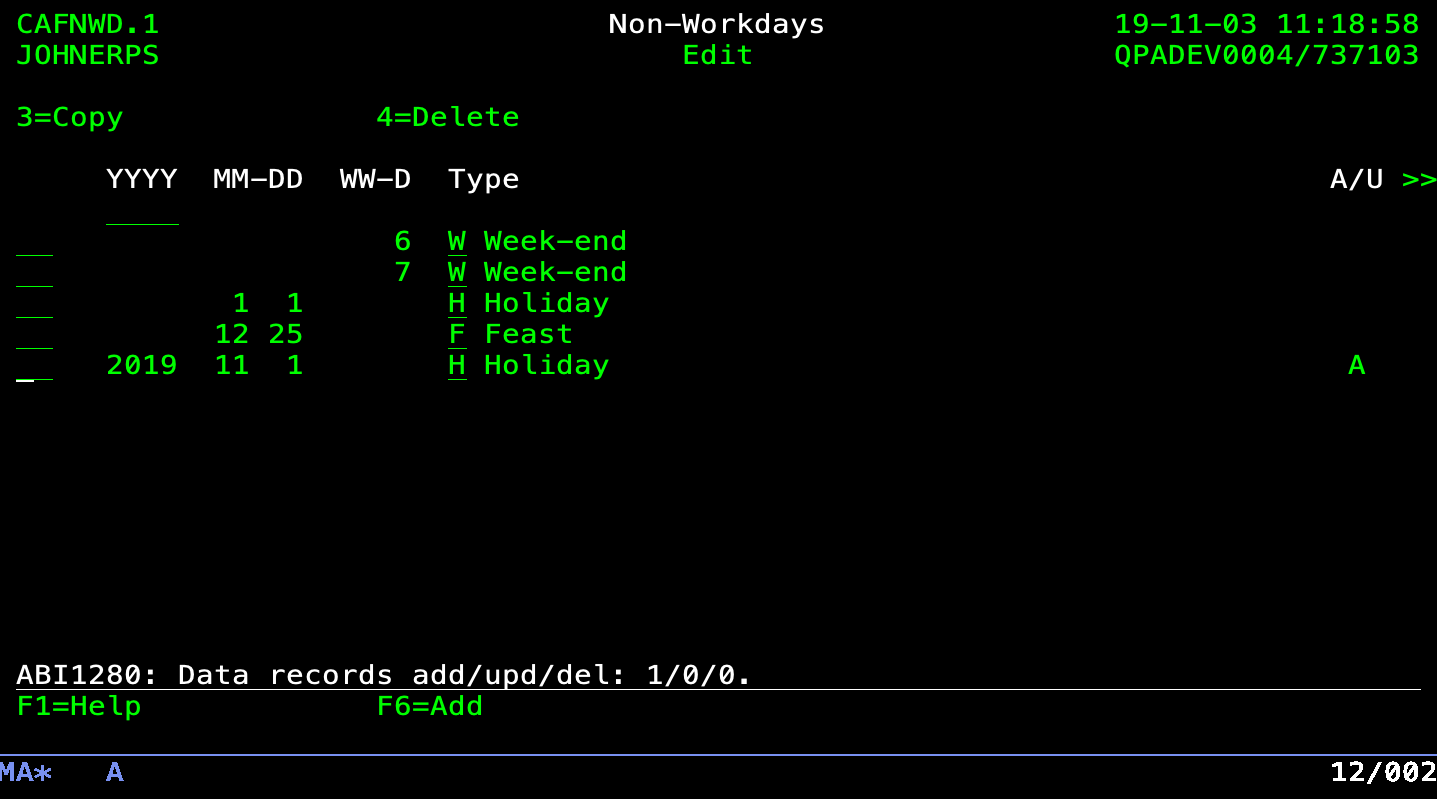 CAFNWD.1 Non-Workdays 19-11-03 11:18:58
JOHNERPS Edit QPADEV0004/737103
3=Copy 4=Delete
YYYY MM-DD WW-D Type A/U >>
6 W Week-end
7 W Week-end
1 1 H Holiday
12 25 F Feast
2019 11 1 H Holiday A
ABI1280: Data records add/upd/del: 1/0/0.
F1=Help F6=Add
MA* A 12/002